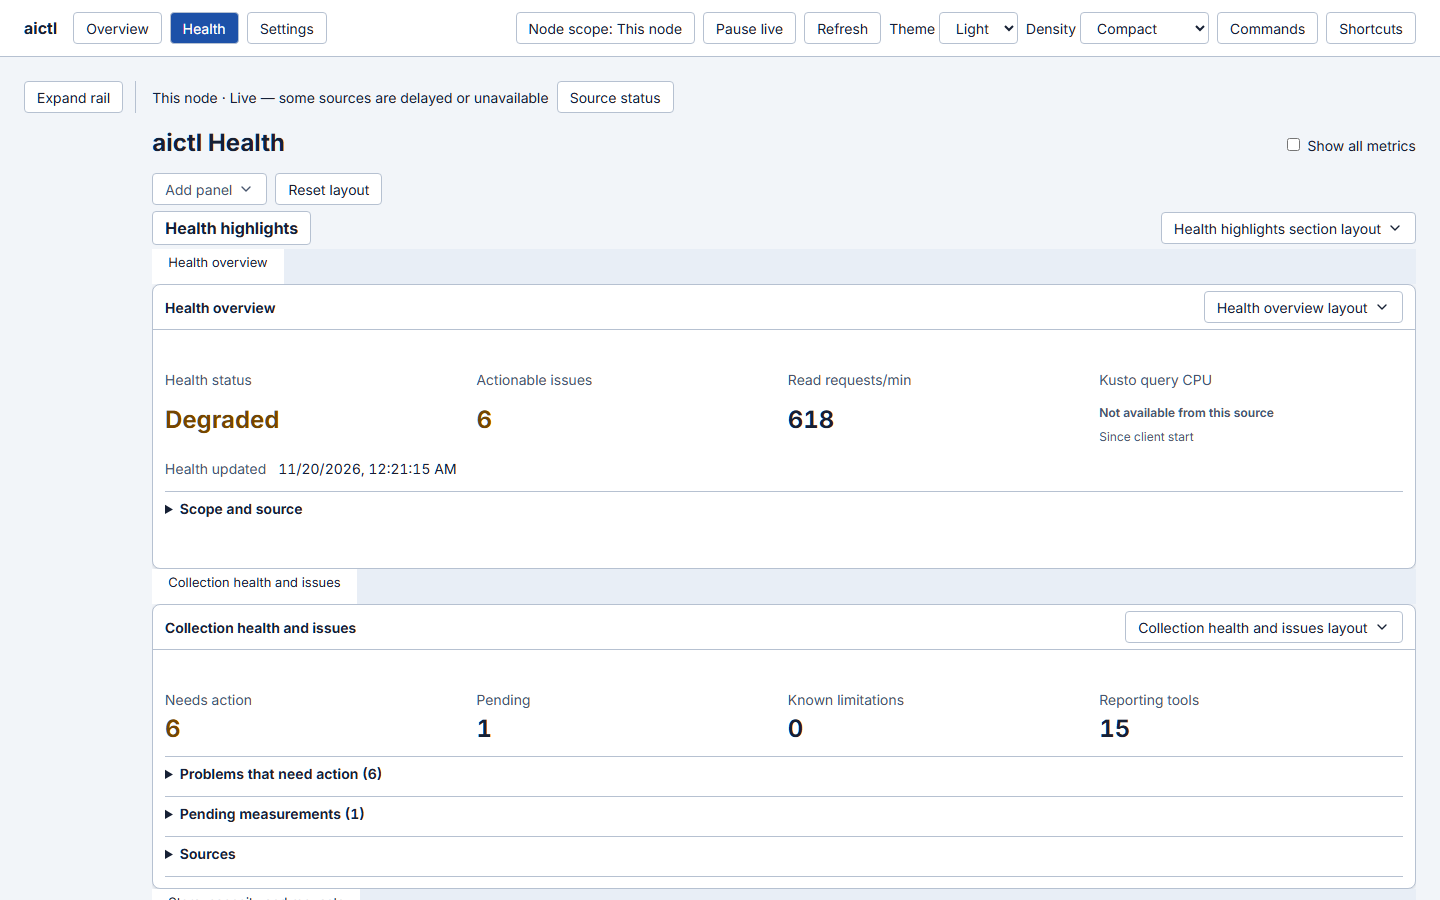 aictl Overview Health Settings Node scope: This node Pause live Refresh Theme Light Density Compact Commands Shortcuts
Expand rail This node · Live — some sources are delayed or unavailable Source status
aictl Health Show all metrics
Add panel Reset layout
Health highlights Health highlights section layout
Health overview
Health overview Health overview layout
Health status Actionable issues Read requests/min Kusto query CPU
Degraded 6 618 Not available from this source
Since client start
Health updated 11/20/2026, 12:21:15 AM
Scope and source
Collection health and issues
Collection health and issues Collection health and issues layout
Needs action Pending Known limitations Reporting tools
6 1 0 15
Problems that need action (6)
Pending measurements (1)
Sources